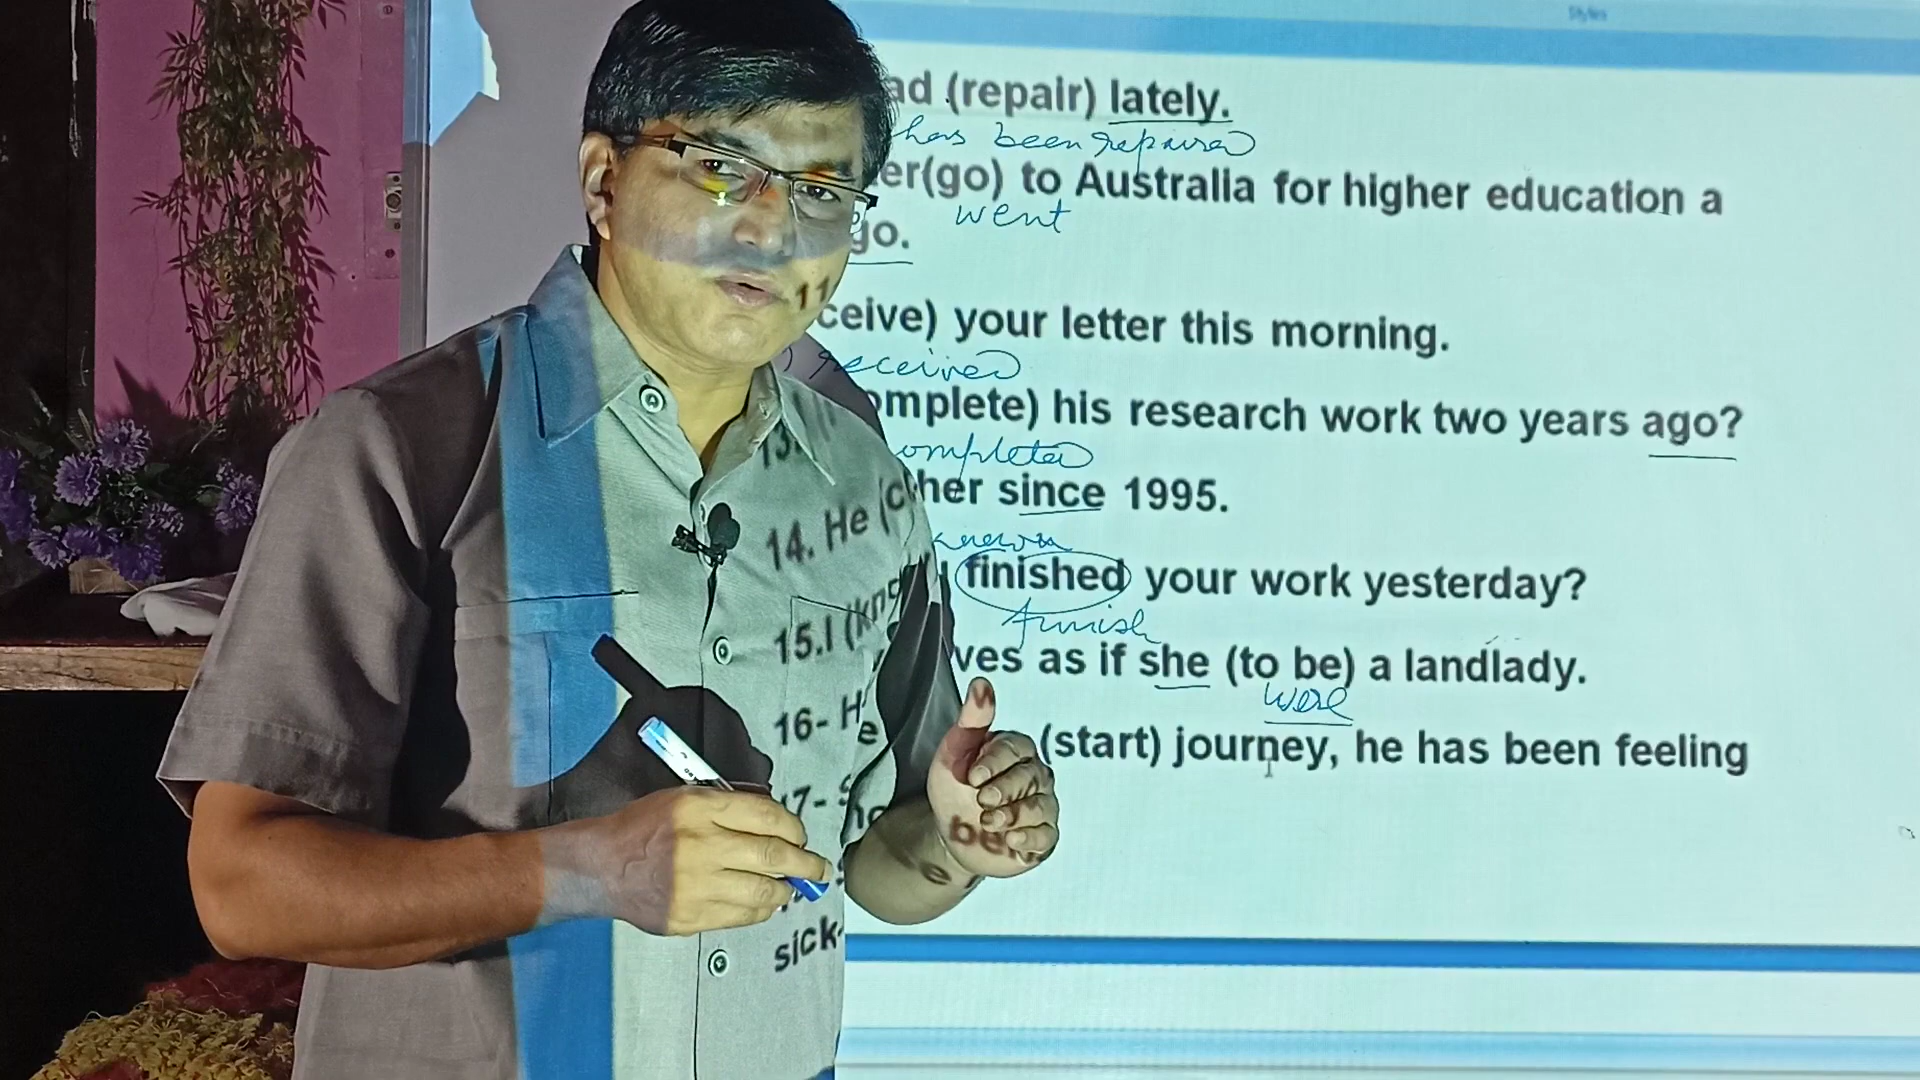 Styles
ad (repair) lately.
has been repaired
er(go) to Australia for higher education a
went
go.
11
ceive) your letter this morning.
received
omplete) his research work two years ago?
completed
13.
14. He (c her since 1995.
known
15.I (kno finished your work yesterday?
finish
16- H ves as if she (to be) a landlady.
were
17- S (start) journey, he has been feeling
sick-